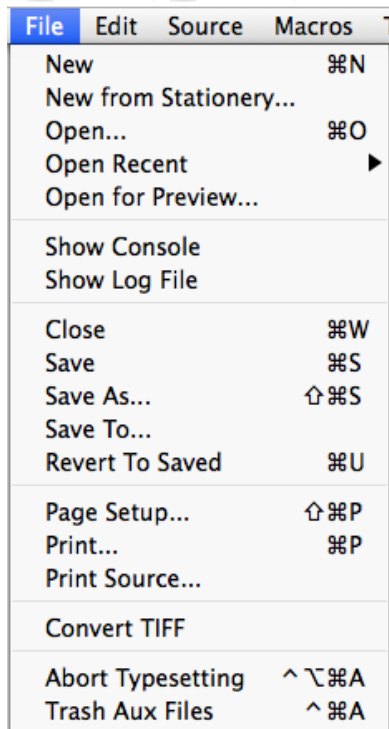 File Edit Source Macros
New ⌘N
New from Stationery...
Open... ⌘O
Open Recent ▶
Open for Preview...
Show Console
Show Log File
Close ⌘W
Save ⌘S
Save As... ⇧⌘S
Save To...
Revert To Saved ⌘U
Page Setup... ⇧⌘P
Print... ⌘P
Print Source...
Convert TIFF
Abort Typesetting ^⌥⌘A
Trash Aux Files ^⌘A